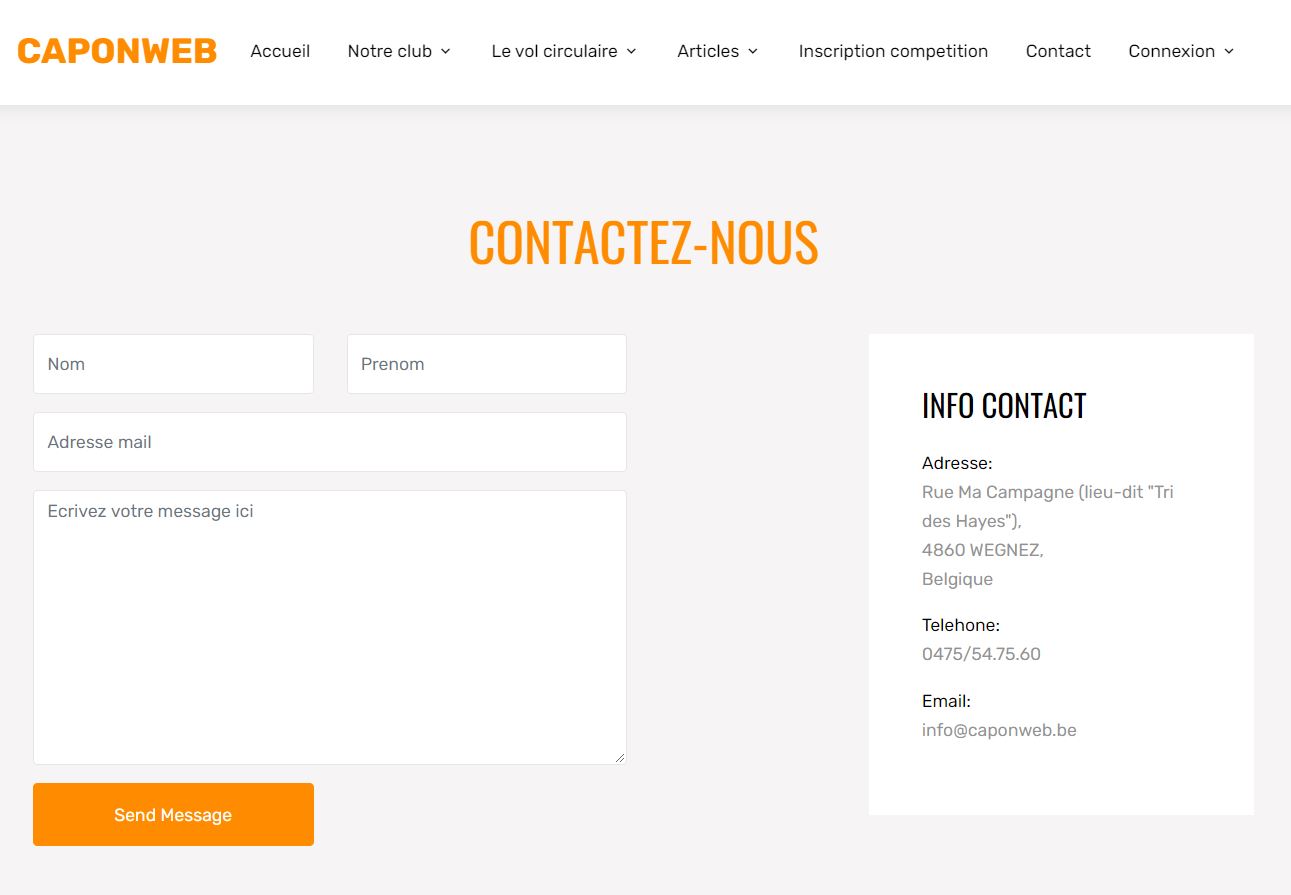 CAPONWEB Accueil Notre club Le vol circulaire Articles Inscription competition Contact Connexion
CONTACTEZ-NOUS
Nom Prenom
Adresse mail
Ecrivez votre message ici
Send Message
INFO CONTACT
Adresse:
Rue Ma Campagne (lieu-dit "Tri
des Hayes"),
4860 WEGNEZ,
Belgique
Telehone:
0475/54.75.60
Email:
info@caponweb.be